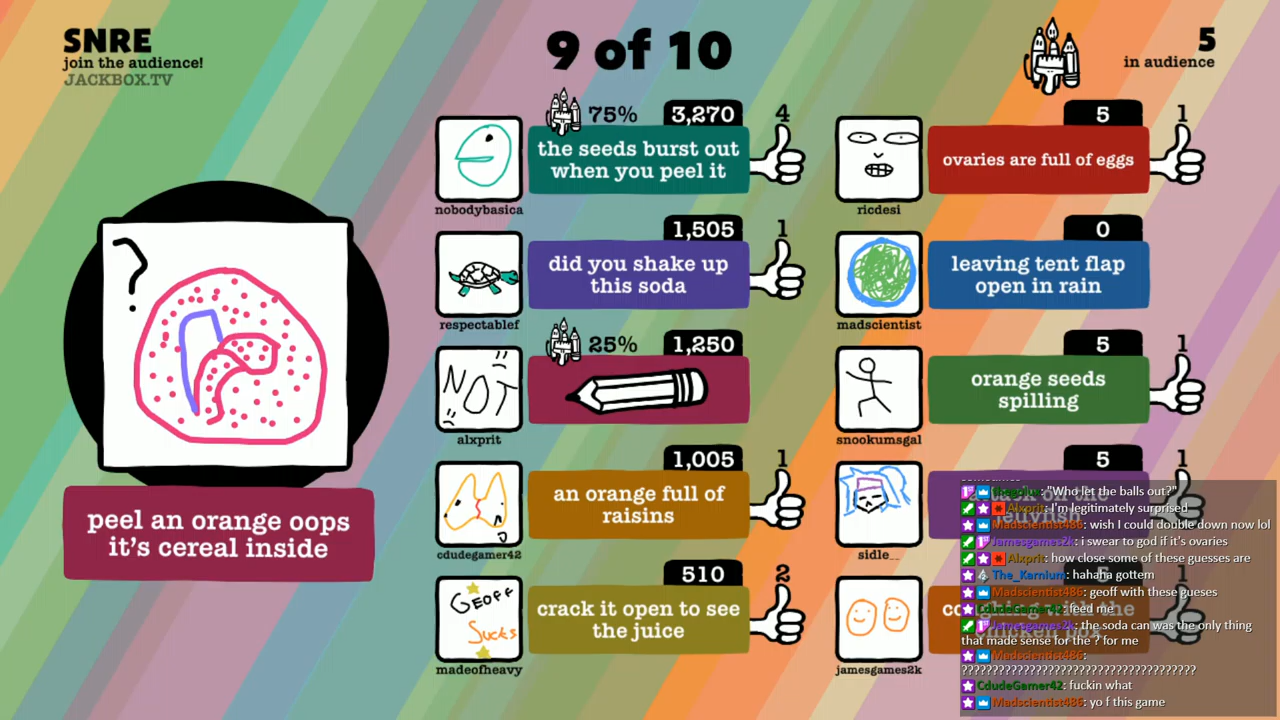 SNRE
join the audience!
JACKBOX.TV
9 of 10
5
in audience
?
peel an orange oops
it's cereal inside
75%
3,270
4
the seeds burst out
when you peel it
nobodybasica
1,505
1
did you shake up
this soda
respectablef
25%
1,250
NOT
alxprit
1,005
1
an orange full of
raisins
cdudegamer42
510
2
GEOFF
Sucks
crack it open to see
the juice
madeofheavy
5
1
ovaries are full of eggs
ricdesi
0
leaving tent flap
open in rain
madscientist
5
1
orange seeds
spilling
snookumsgal
5
1
sidle_
5
1
jamesgames2k
: "Who let the balls out?"
Alxprit: I'm legitimately surprised
Madscientist486: wish I could double down now lol
Jamesgames2k: i swear to god if it's ovaries
Alxprit: how close some of these guesses are
The_Karnium: hahaha gottem
Madscientist486: geoff with these gueses
CdudeGamer42: feed me
Jamesgames2k: the soda can was the only thing
that made sense for the ? for me
Madscientist486:
???????????????????????????????????????
CdudeGamer42: fuckin what
Madscientist486: yo f this game